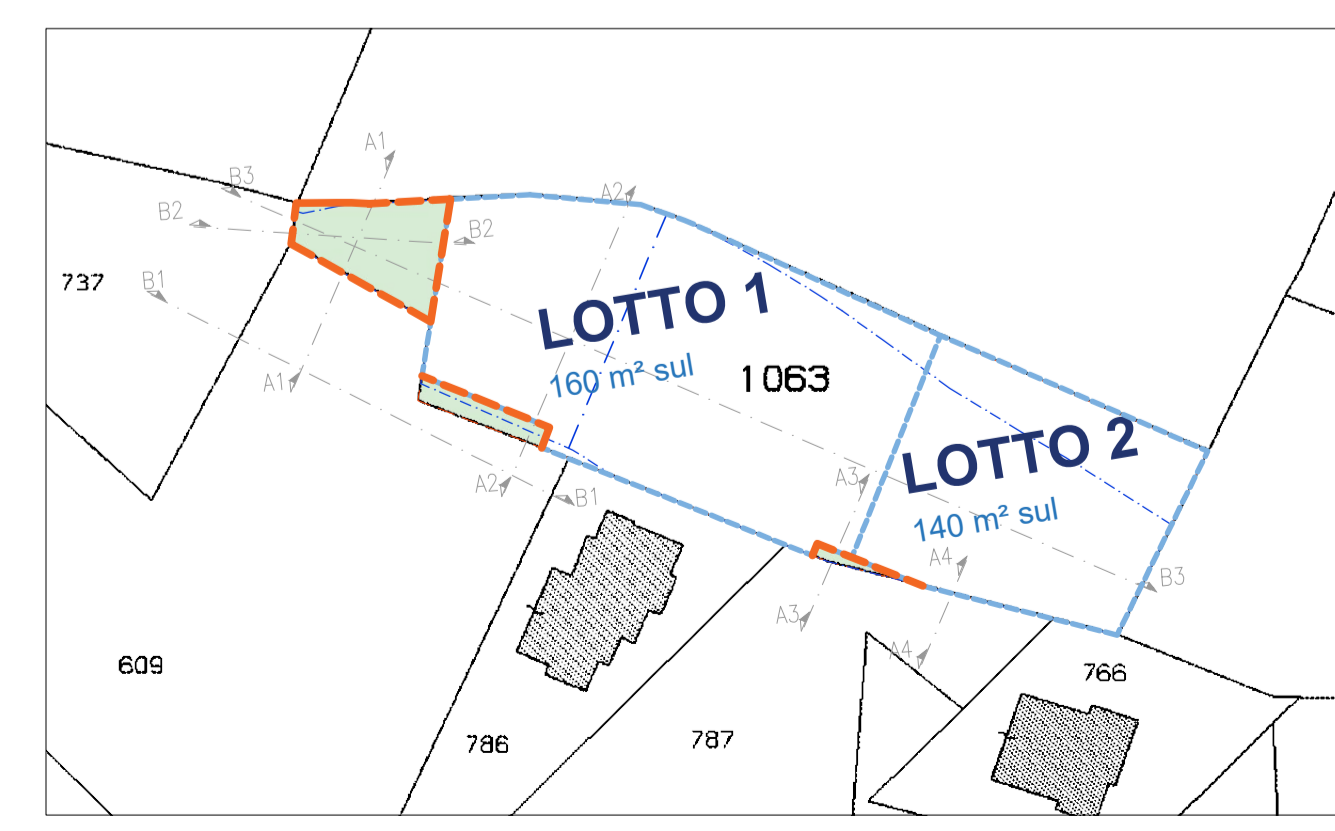 A1
B3
A2
B2
B2
737
B1
LOTTO 1
160 m² sul
1063
A1
LOTTO 2
140 m² sul
A3
A2
B1
A4
B3
A3
A4
609
766
786
787